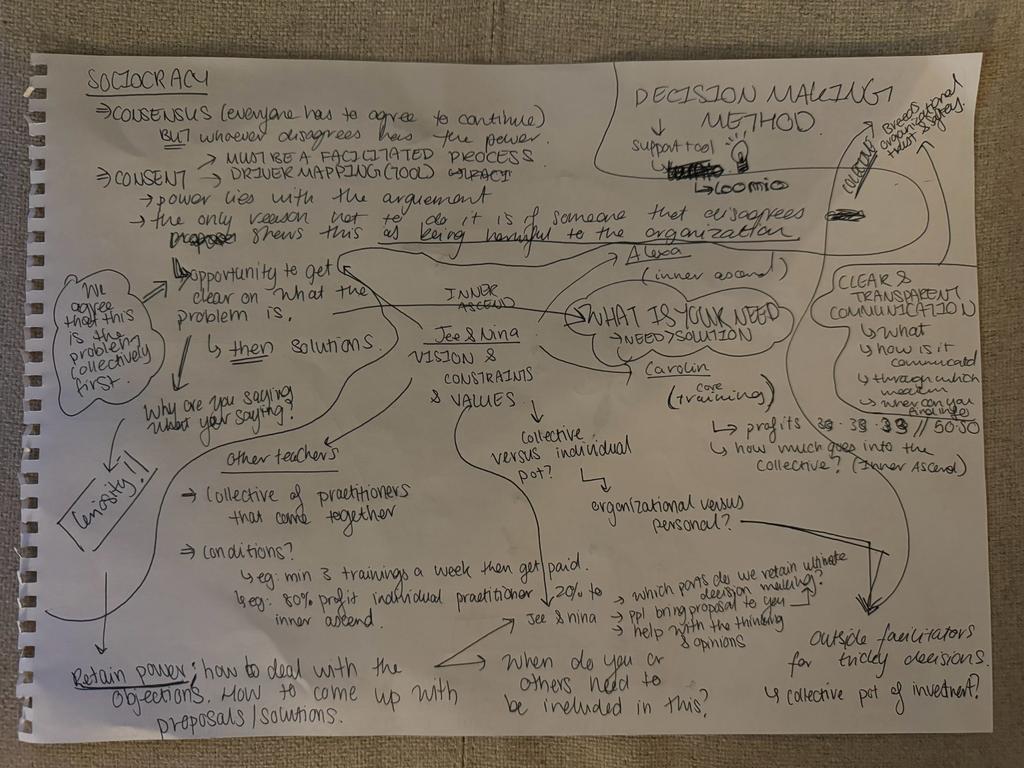 SOCIOCRACY
→ CONSENSUS (everyone has to agree to continue)
BUT whoever disagrees has the power.
→ MUST BE A FACILITATED PROCESS
→ CONSENT → DRIVER MAPPING (TOOL)
→ power lies with the arguement
→ the only reason not to do it is if someone that disagrees
shows this as being harmful to the organization
↳ opportunity to get
clear on what the
problem is.
↳ then solutions.
We
agree
that this
is the
problem
collectively
first.
Why are you saying
what you're saying?
Curiosity!!
DECISION MAKING
METHOD.
support tool
↳ Loomio
Breeds
organizational
trust &
CLEAR &
TRANSPARENT
COMMUNICATION
↳ What
↳ how is it
communicated
↳ through which
medium
↳ where can you
find info
INNER
ASCEND
Jee & Nina
VISION &
CONSTRAINTS
& VALUES
Alexa
(inner ascend)
WHAT IS YOUR NEED
→ NEED > SOLUTION
Carolin
(core
trainings)
↳ profits // 50:50
↳ how much goes into the
collective? (Inner Ascend)
collective
versus individual
pot?
↳ organizational versus
personal?
other teachers
→ Collective of practitioners
that come together
→ conditions?
↳ eg: min 3 trainings a week then get paid.
↳ eg: 80% profit individual practitioner 20% to
inner ascend.
Jee & nina
→ which parts do we retain ultimate
decision making?
→ ppl bring proposal to you
→ help with the thinking
& opinions
Retain power; how to deal with the
objections. How to come up with
proposals/solutions.
→ When do you or
others need to
be included in this?
Outside facilitators
for tricky decisions.
↳ collective pot of investment?